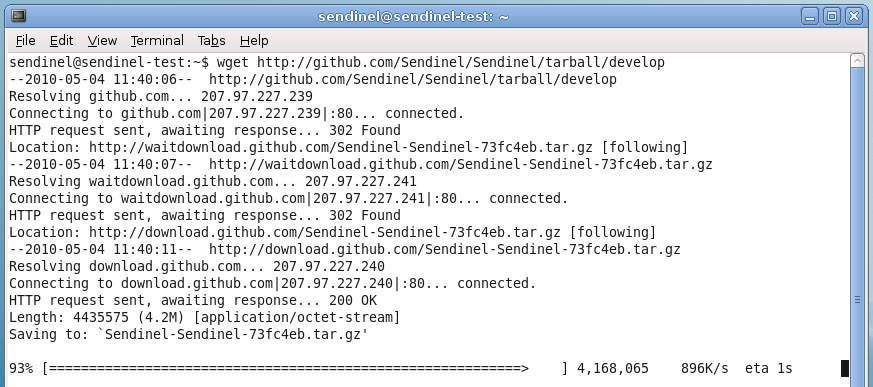 sendinel@sendinel-test: ~
File Edit View Terminal Tabs Help
sendinel@sendinel-test:~$ wget http://github.com/Sendinel/Sendinel/tarball/develop
--2010-05-04 11:40:06--  http://github.com/Sendinel/Sendinel/tarball/develop
Resolving github.com... 207.97.227.239
Connecting to github.com|207.97.227.239|:80... connected.
HTTP request sent, awaiting response... 302 Found
Location: http://waitdownload.github.com/Sendinel-Sendinel-73fc4eb.tar.gz [following]
--2010-05-04 11:40:07--  http://waitdownload.github.com/Sendinel-Sendinel-73fc4eb.tar.gz
Resolving waitdownload.github.com... 207.97.227.241
Connecting to waitdownload.github.com|207.97.227.241|:80... connected.
HTTP request sent, awaiting response... 302 Found
Location: http://download.github.com/Sendinel-Sendinel-73fc4eb.tar.gz [following]
--2010-05-04 11:40:11--  http://download.github.com/Sendinel-Sendinel-73fc4eb.tar.gz
Resolving download.github.com... 207.97.227.240
Connecting to download.github.com|207.97.227.240|:80... connected.
HTTP request sent, awaiting response... 200 OK
Length: 4435575 (4.2M) [application/octet-stream]
Saving to: `Sendinel-Sendinel-73fc4eb.tar.gz'
93% [===========================================================>    ] 4,168,065    896K/s  eta 1s